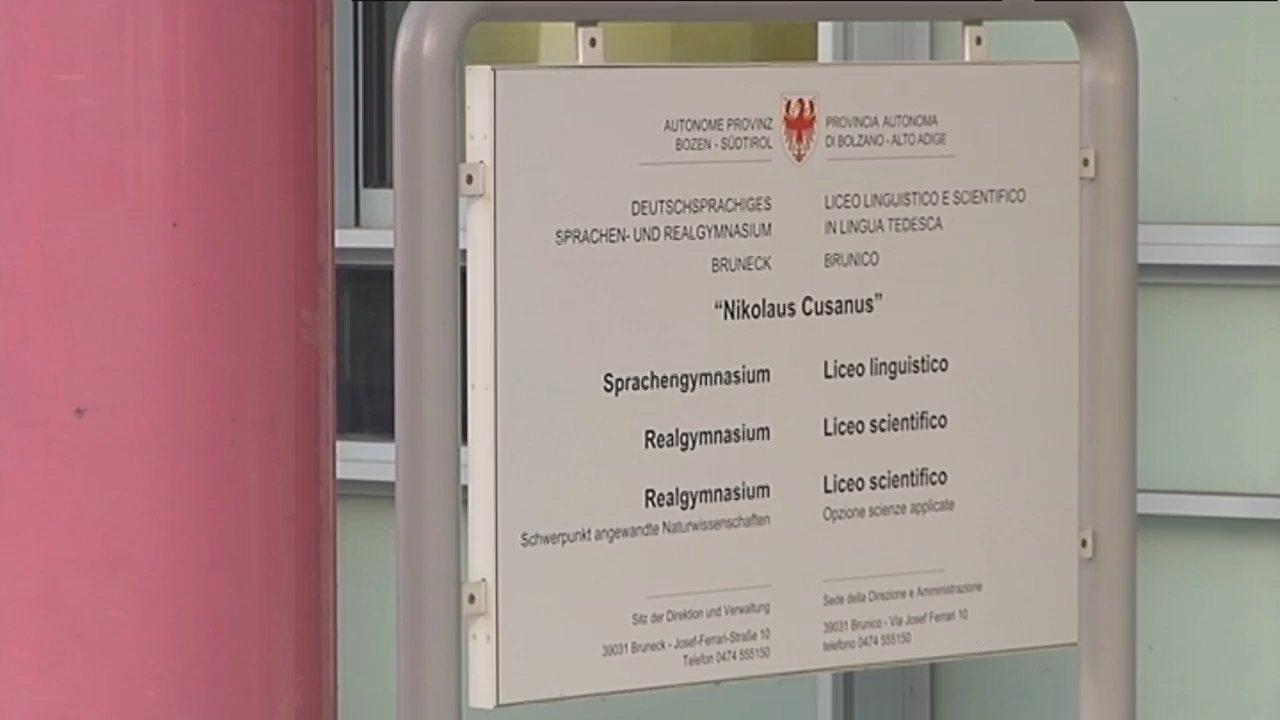 AUTONOME PROVINZ
BOZEN - SÜDTIROL
PROVINCIA AUTONOMA
DI BOLZANO - ALTO ADIGE
DEUTSCHSPRACHIGES
SPRACHEN- UND REALGYMNASIUM
BRUNECK
LICEO LINGUISTICO E SCIENTIFICO
IN LINGUA TEDESCA
BRUNICO
“Nikolaus Cusanus”
Sprachengymnasium
Liceo linguistico
Realgymnasium
Liceo scientifico
Realgymnasium
Schwerpunkt angewandte Naturwissenschaften
Liceo scientifico
Opzione scienze applicate
Sitz der Direktion und Verwaltung
39031 Bruneck - Josef-Ferrari-Straße 10
Telefon 0474 555150
Sede della Direzione e Amministrazione
39031 Brunico - Via Josef Ferrari 10
telefono 0474 555150